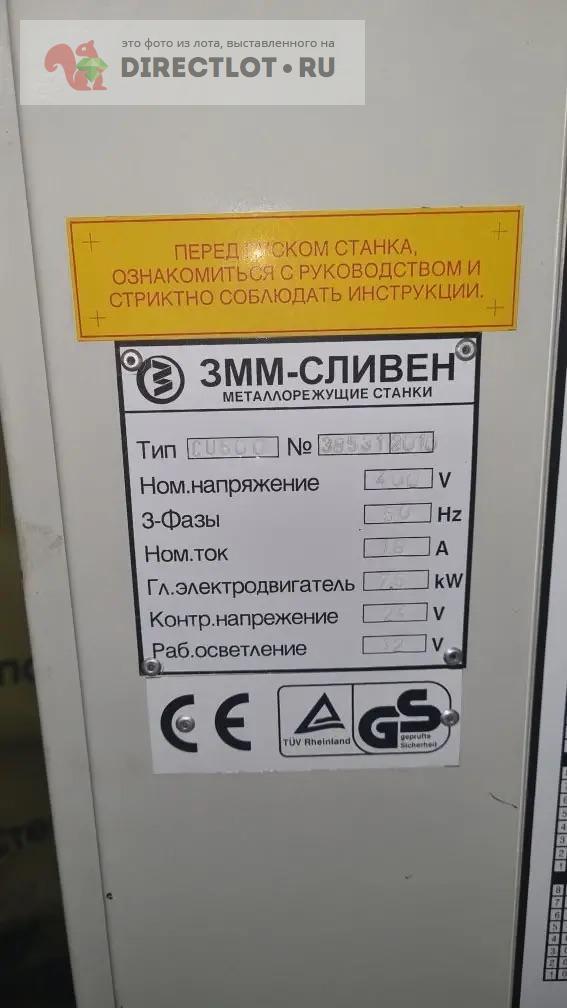 это фото из лота, выставленного на
DIRECTLOT.RU
ПЕРЕД ПУСКОМ СТАНКА,
ОЗНАКОМИТЬСЯ С РУКОВОДСТВОМ И
СТРИКТНО СОБЛЮДАТЬ ИНСТРУКЦИИ.
ЗММ-СЛИВЕН
МЕТАЛЛОРЕЖУЩИЕ СТАНКИ
Тип CU500 №
Ном.напряжение 400 V
3-Фазы 50 Hz
Ном.ток A
Гл.электродвигатель 7,5 kW
Контр.напрежение 24 V
Раб.осветление 12 V
CE
TÜV Rheinland
GS
geprüfte
Sicherheit